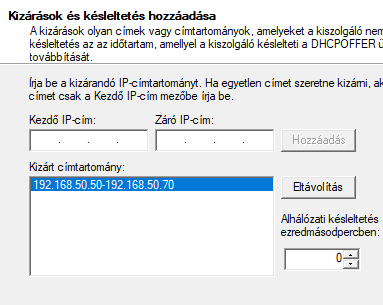 Kizárások és késleltetés hozzáadása
A kizárások olyan címek vagy címtartományok, amelyeket a kiszolgáló nem
késleltetés az az időtartam, amellyel a kiszolgáló késlelteti a DHCPOFFER ü
továbbítását.
Írja be a kizárandó IP-címtartományt. Ha egyetlen címet szeretne kizárni, ak
címet csak a Kezdő IP-cím mezőbe írja be.
Kezdő IP-cím: Záró IP-cím:
. . . . . . Hozzáadás
Kizárt címtartomány:
192.168.50.50-192.168.50.70 Eltávolítás
Alhálózati késleltetés
ezredmásodpercben:
0